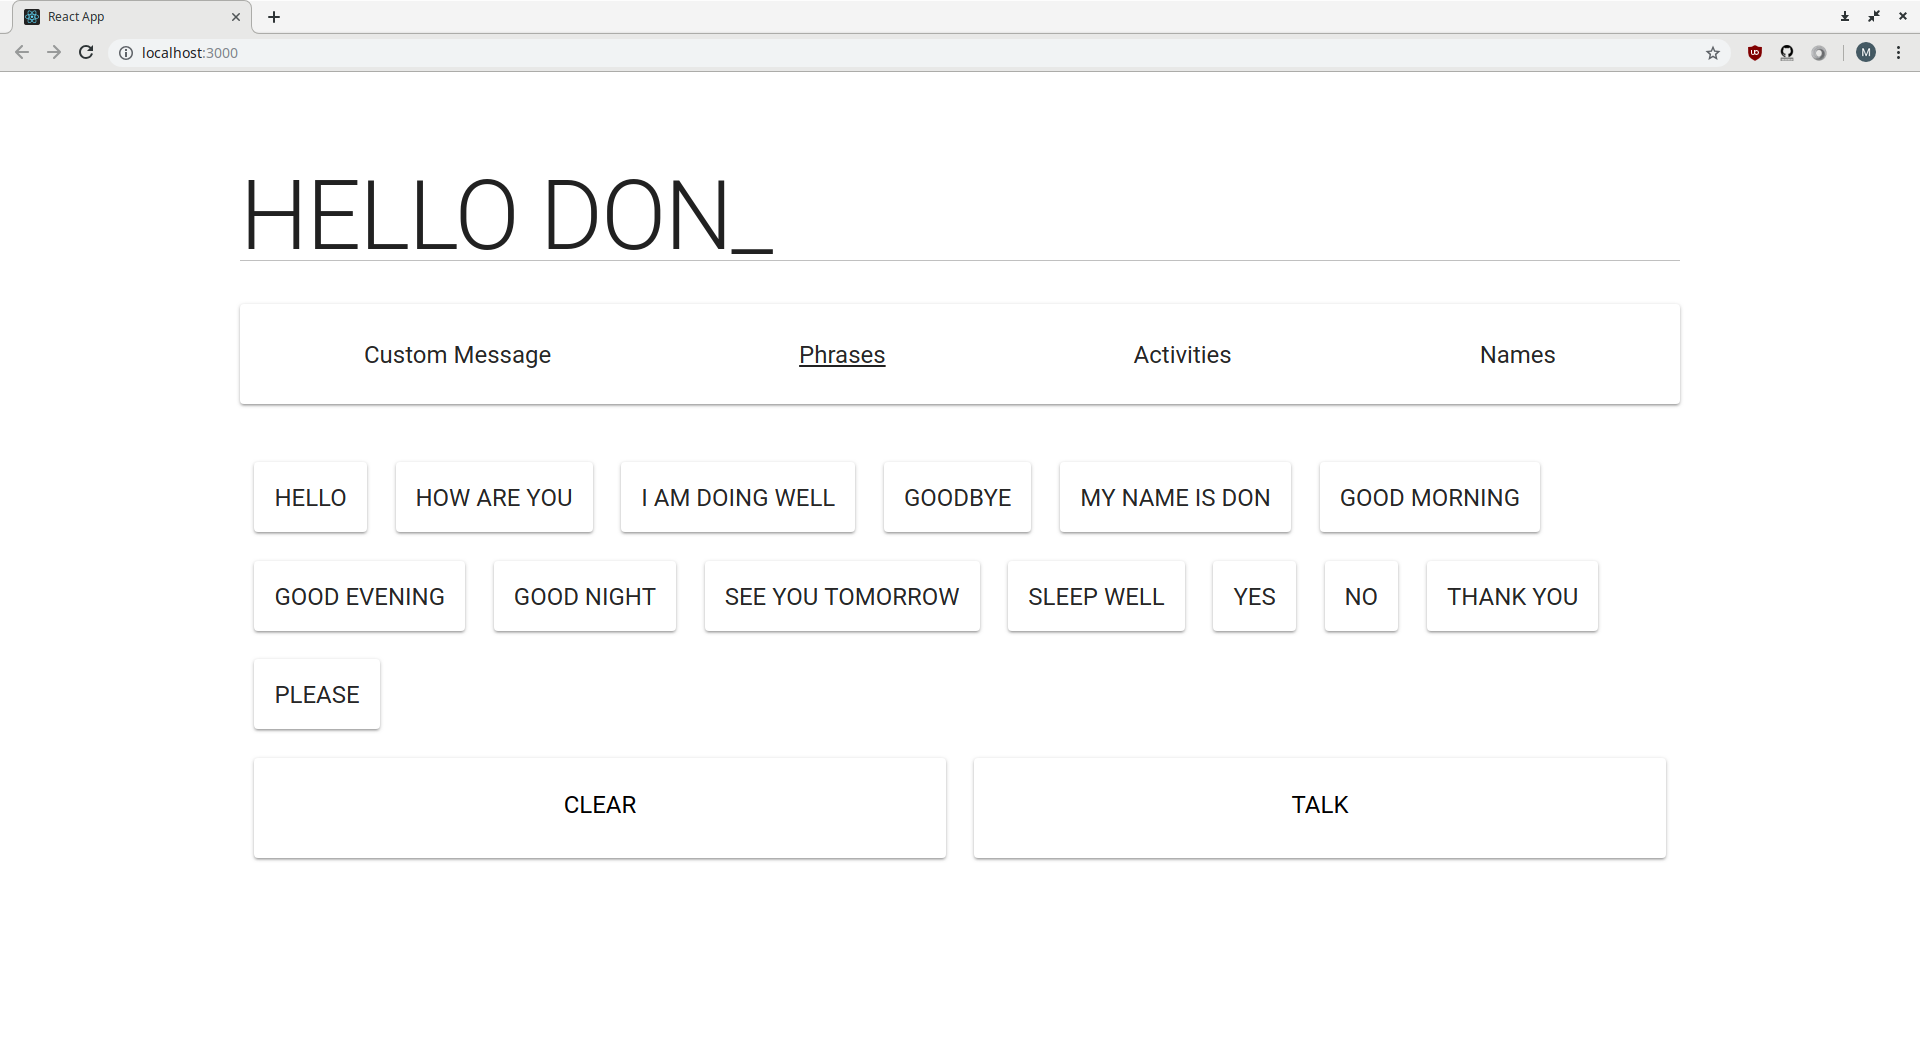 React App
localhost:3000
M
HELLO DON_
Custom Message Phrases Activities Names
HELLO HOW ARE YOU I AM DOING WELL GOODBYE MY NAME IS DON GOOD MORNING
GOOD EVENING GOOD NIGHT SEE YOU TOMORROW SLEEP WELL YES NO THANK YOU
PLEASE
CLEAR TALK